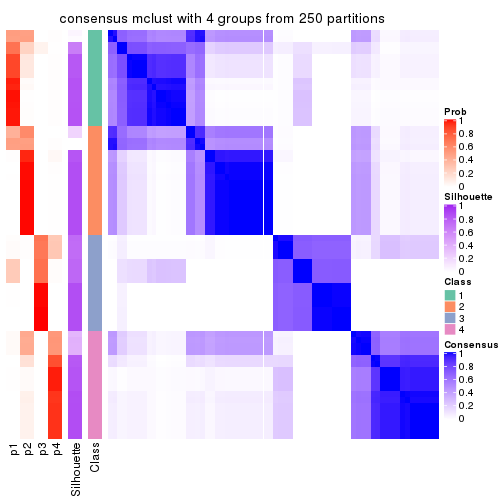 consensus mclust with 4 groups from 250 partitions
Prob
1
0.8
0.6
0.4
0.2
0
Silhouette
1
0.8
0.6
0.4
0.2
0
Class
1
2
3
4
Consensus
1
0.8
0.6
0.4
0.2
0
p1
p2
p3
p4
Silhouette
Class